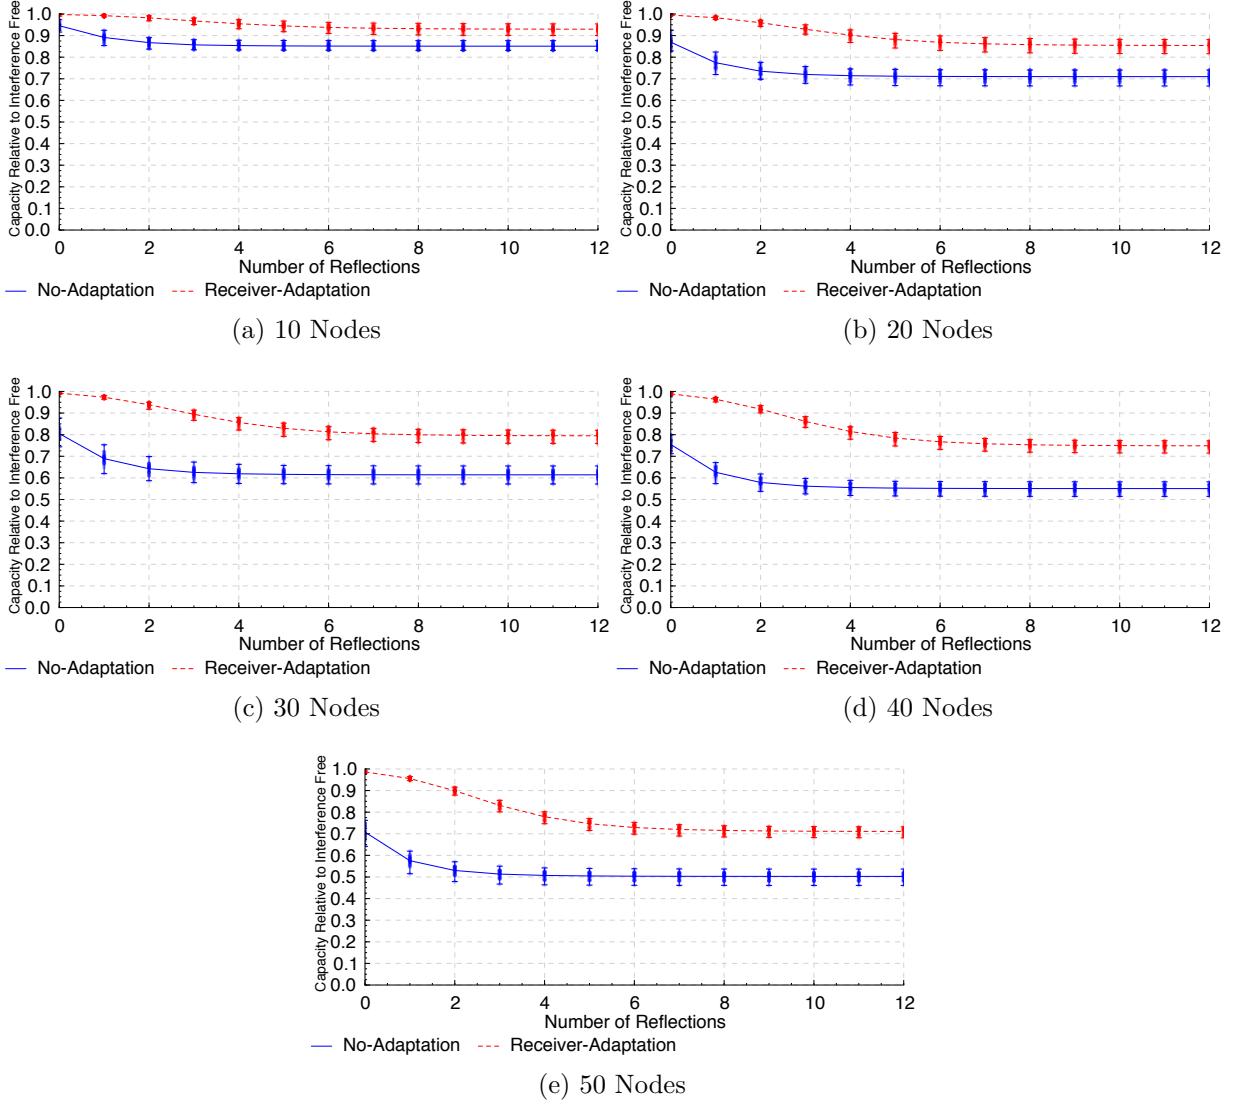 Capacity Relative to Interference Free
1.0
0.9
0.8
0.7
0.6
0.5
0.4
0.3
0.2
0.1
0.0
0 2 4 6 8 10 12
Number of Reflections
No-Adaptation Receiver-Adaptation
(a) 10 Nodes
Capacity Relative to Interference Free
1.0
0.9
0.8
0.7
0.6
0.5
0.4
0.3
0.2
0.1
0.0
0 2 4 6 8 10 12
Number of Reflections
No-Adaptation Receiver-Adaptation
(b) 20 Nodes
Capacity Relative to Interference Free
1.0
0.9
0.8
0.7
0.6
0.5
0.4
0.3
0.2
0.1
0.0
0 2 4 6 8 10 12
Number of Reflections
No-Adaptation Receiver-Adaptation
(c) 30 Nodes
Capacity Relative to Interference Free
1.0
0.9
0.8
0.7
0.6
0.5
0.4
0.3
0.2
0.1
0.0
0 2 4 6 8 10 12
Number of Reflections
No-Adaptation Receiver-Adaptation
(d) 40 Nodes
Capacity Relative to Interference Free
1.0
0.9
0.8
0.7
0.6
0.5
0.4
0.3
0.2
0.1
0.0
0 2 4 6 8 10 12
Number of Reflections
No-Adaptation Receiver-Adaptation
(e) 50 Nodes